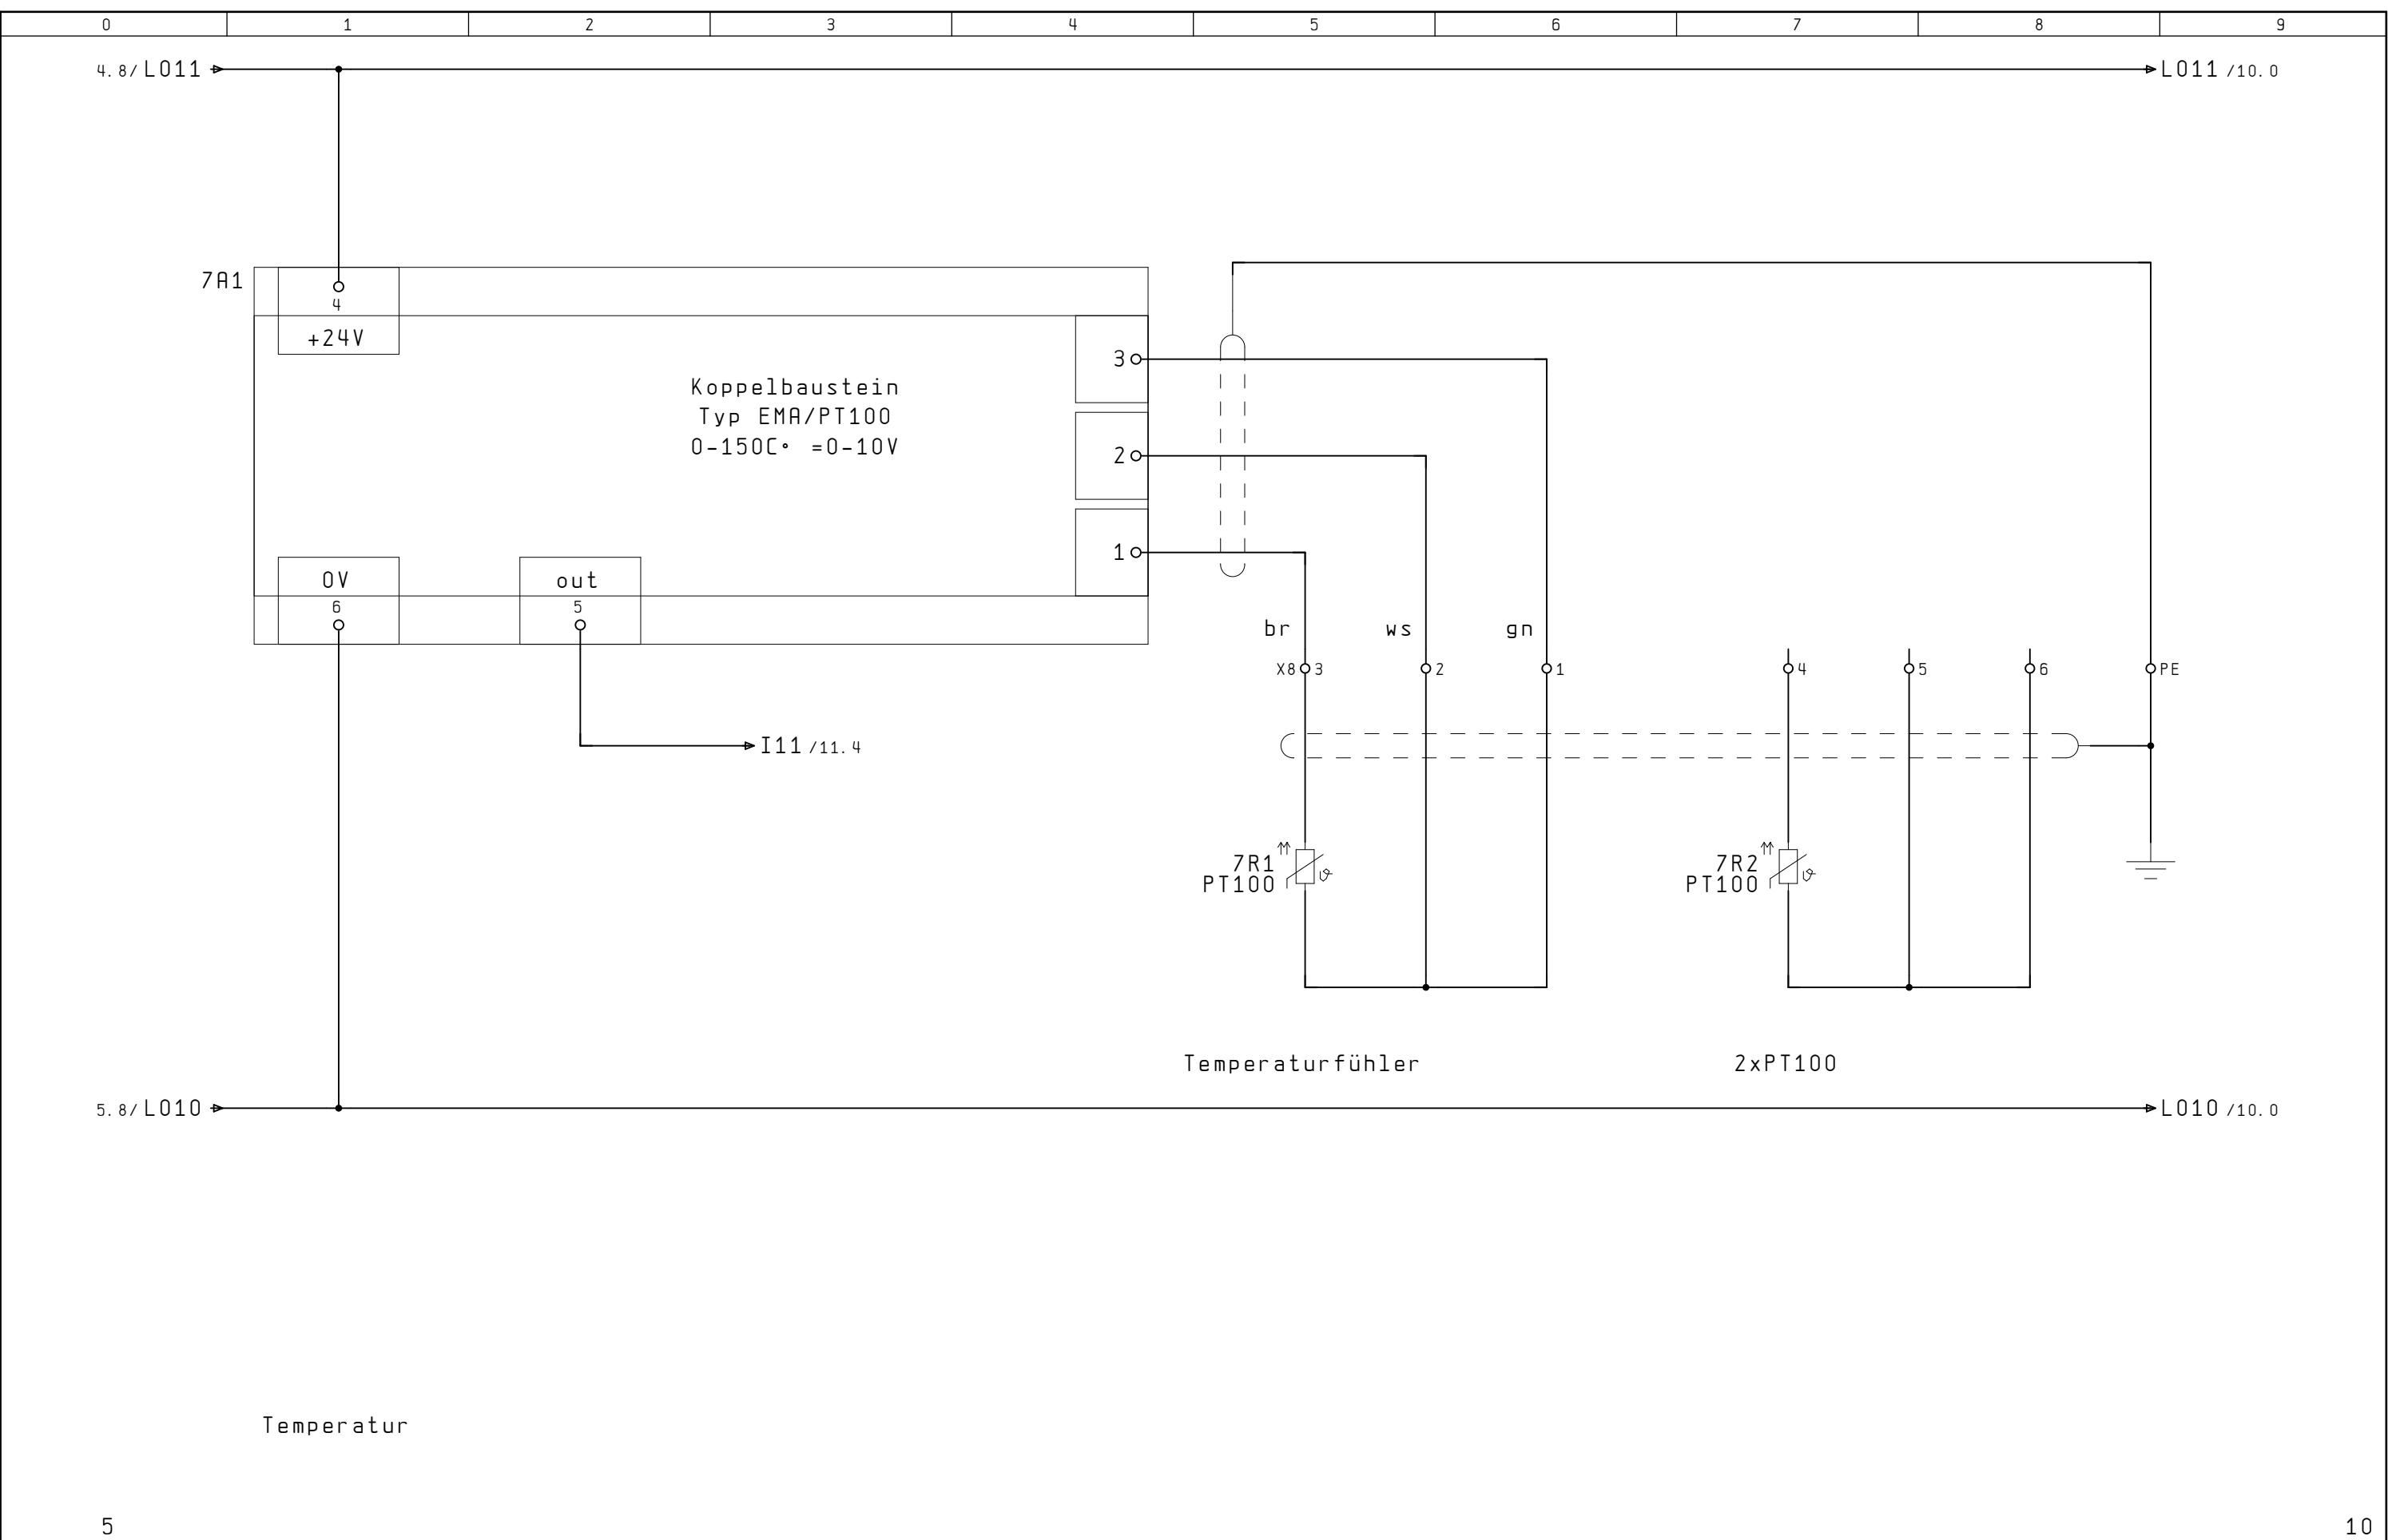 0 1 2 3 4 5 6 7 8 9
4.8/ L011
L011 /10.0
7A1
4
+24V
Koppelbaustein
Typ EMA/PT100
0-150C° =0-10V
3
2
1
0V
6
out
5
br ws gn
X8 3 2 1 4 5 6 PE
I11 /11.4
7R1
PT100
7R2
PT100
Temperaturfühler 2xPT100
5.8/ L010
L010 /10.0
Temperatur
5 10